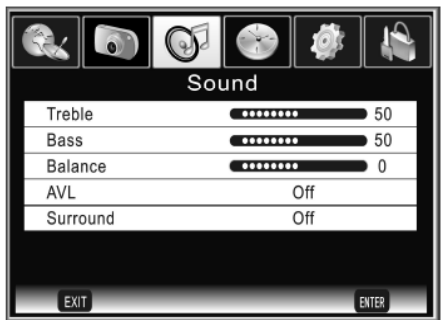 Sound
Treble 50
Bass 50
Balance 0
AVL Off
Surround Off
EXIT ENTER